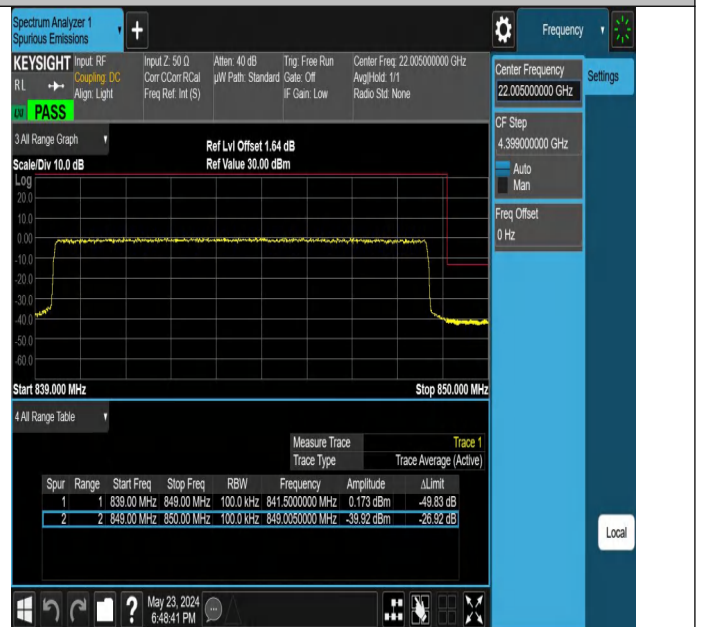 Spectrum Analyzer 1
Spurious Emissions
+
Frequency
KEYSIGHT
RL
PASS
Input: RF
Coupling: DC
Align: Light
Input Z: 50 Ω
Corr CCorr RCal
Freq Ref: Int (S)
Atten: 40 dB
µW Path: Standard
Trig: Free Run
Gate: Off
IF Gain: Low
Center Freq: 22.005000000 GHz
Avg|Hold: 1/1
Radio Std: None
Center Frequency
22.005000000 GHz
Settings
CF Step
4.399000000 GHz
Auto
Man
Freq Offset
0 Hz
3 All Range Graph
Scale/Div 10.0 dB
Ref Lvl Offset 1.64 dB
Ref Value 30.00 dBm
Log
20.0
10.0
0.00
-10.0
-20.0
-30.0
-40.0
-50.0
-60.0
Start 839.000 MHz Stop 850.000 MHz
4 All Range Table
Measure Trace Trace 1
Trace Type Trace Average (Active)
Spur Range Start Freq Stop Freq RBW Frequency Amplitude ΔLimit
1 1 839.00 MHz 849.00 MHz 100.0 kHz 841.5000000 MHz 0.173 dBm -49.83 dB
2 2 849.00 MHz 850.00 MHz 100.0 kHz 849.0050000 MHz -39.92 dBm -26.92 dB
Local
?
May 23, 2024
6:48:41 PM